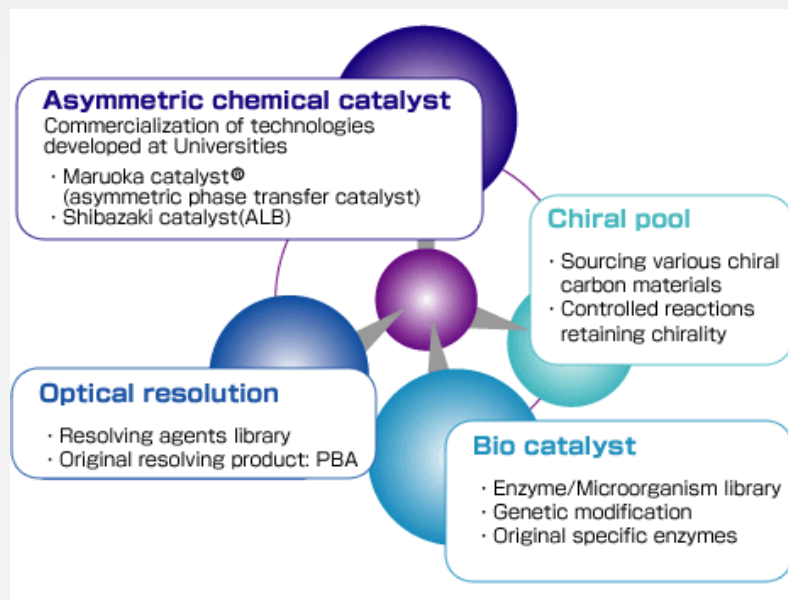 Asymmetric chemical catalyst
Commercialization of technologies
developed at Universities
・Maruoka catalyst®
(asymmetric phase transfer catalyst)
・Shibazaki catalyst(ALB)
Chiral pool
・Sourcing various chiral
carbon materials
・Controlled reactions
retaining chirality
Optical resolution
・Resolving agents library
・Original resolving product: PBA
Bio catalyst
・Enzyme/Microorganism library
・Genetic modification
・Original specific enzymes